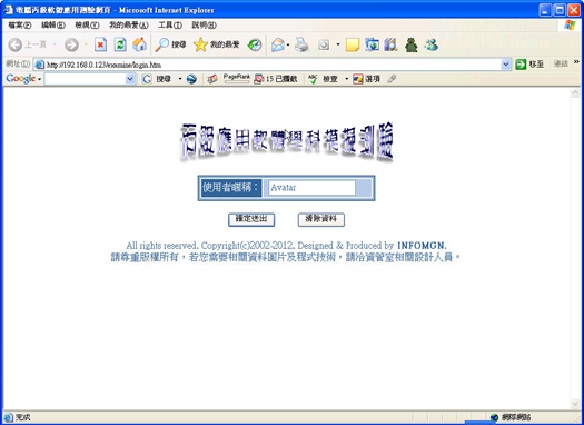 電腦丙級軟體應用測驗網頁 - Microsoft Internet Explorer
檔案(F) 編輯(E) 檢視(V) 我的最愛(A) 工具(T) 說明(H)
上一頁 搜尋 我的最愛
網址(D) http://192.168.0.123/examine/login.htm 移至 連結 »
Google 搜尋 PageRank 15 已攔截 檢查 選項
丙級應用軟體學科模擬測驗
使用者暱稱： Avatar
確定送出 清除資料
All rights reserved. Copyright(c)2002-2012. Designed & Produced by INFOMGN.
請尊重版權所有，若您需要相關資料圖片及程式技術，請洽資管室相關設計人員。
完成 網際網路